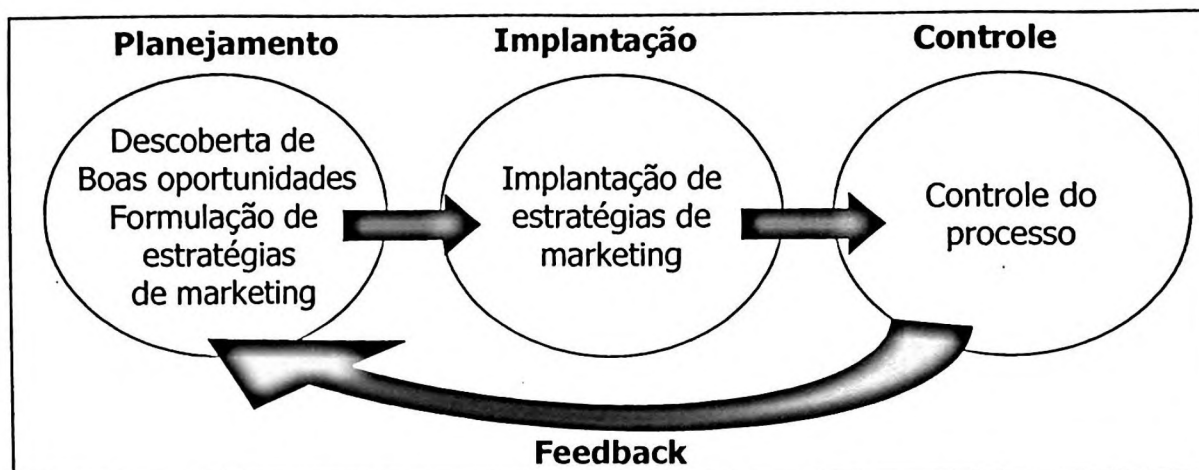 Planejamento
Implantação
Controle
Descoberta de
Boas oportunidades
Formulação de
estratégias
de marketing
Implantação de
estratégias de
marketing
Controle do
processo
Feedback